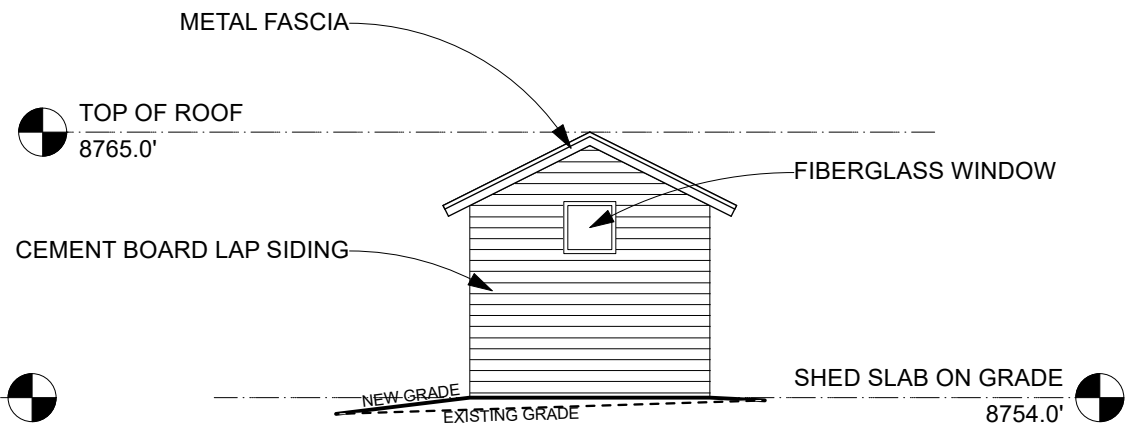 METAL FASCIA
TOP OF ROOF
8765.0'
FIBERGLASS WINDOW
CEMENT BOARD LAP SIDING
SHED SLAB ON GRADE
8754.0'
NEW GRADE
EXISTING GRADE